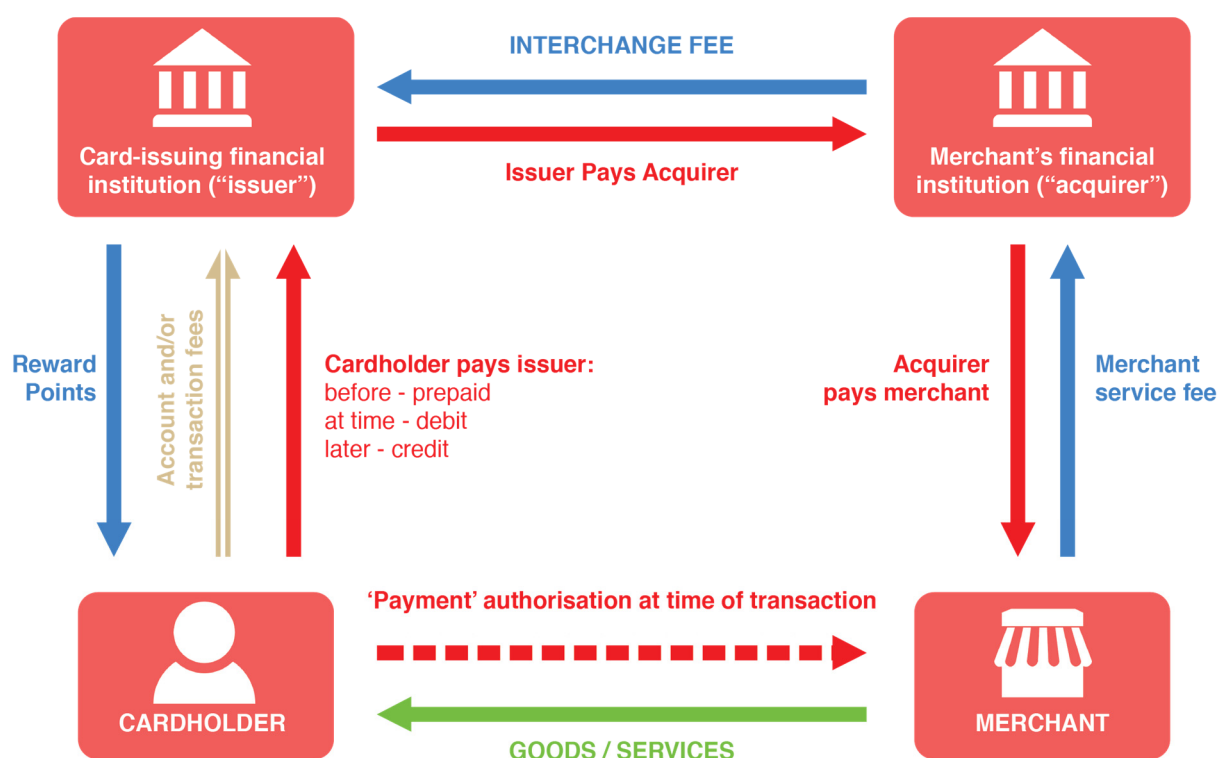 INTERCHANGE FEE
Card-issuing financial
institution (“issuer”)
Issuer Pays Acquirer
Merchant’s financial
institution (“acquirer”)
Reward
Points
Account and/or
transaction fees
Cardholder pays issuer:
before - prepaid
at time - debit
later - credit
Acquirer
pays merchant
Merchant
service fee
‘Payment’ authorisation at time of transaction
CARDHOLDER
MERCHANT
GOODS / SERVICES